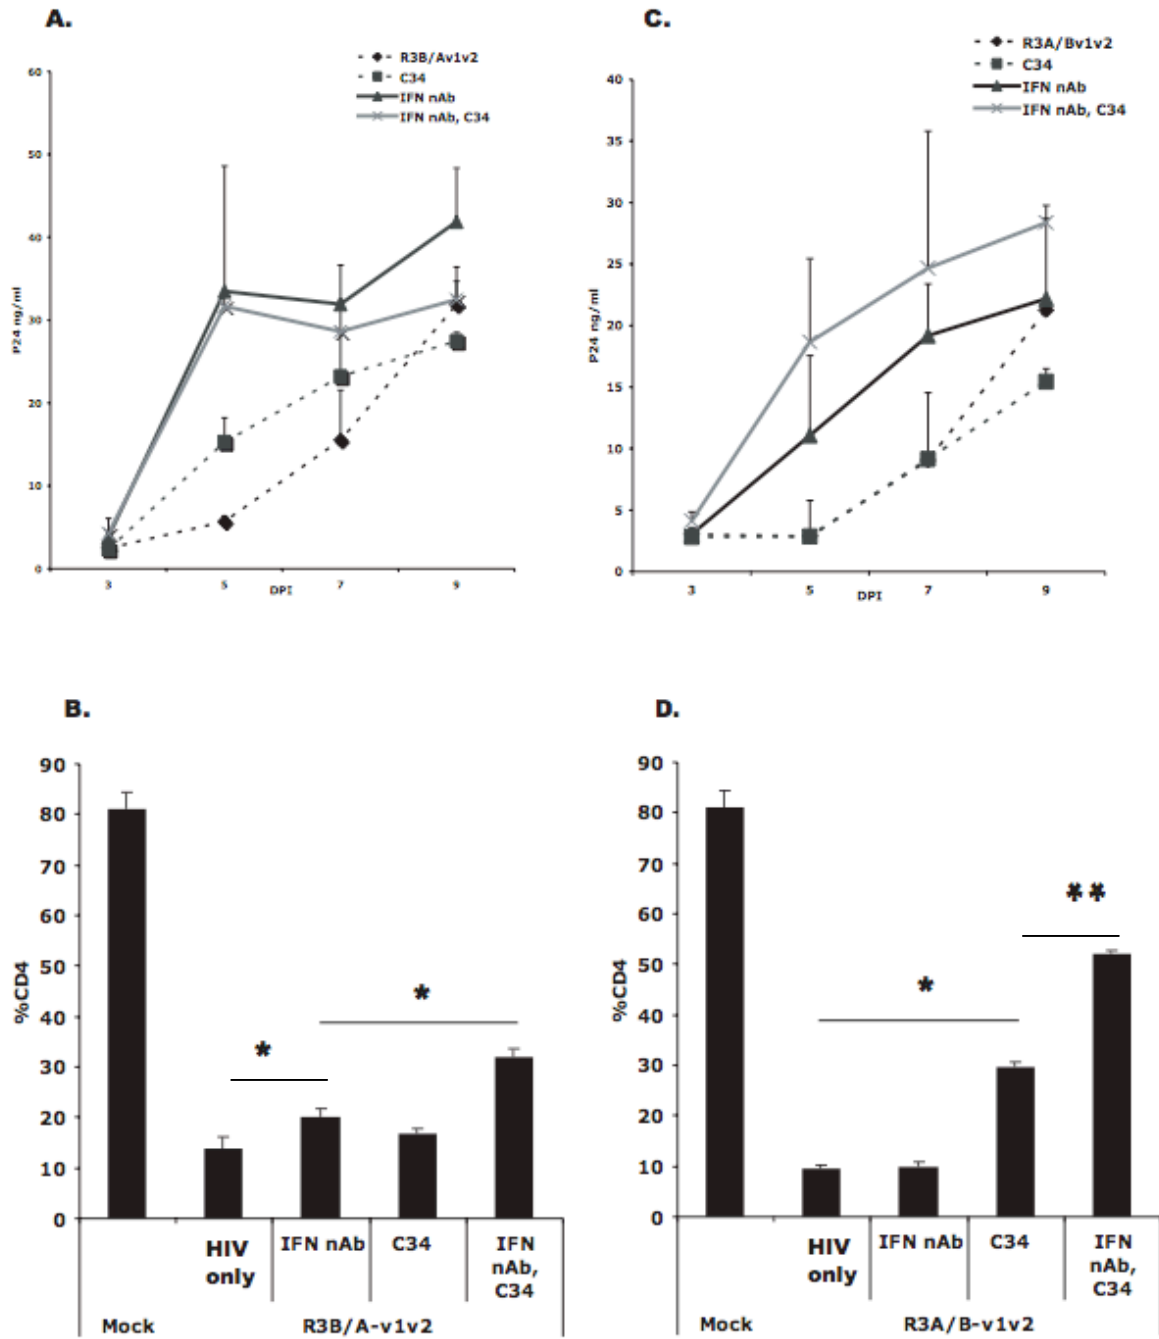 A.
R3B/Av1v2
C34
IFN nAb
IFN nAb, C34
60
50
40
30
20
10
0
P24 ng/ml
3 5 7 9
DPI
C.
R3A/Bv1v2
C34
IFN nAb
IFN nAb, C34
40
35
30
25
20
15
10
5
0
P24 ng/ml
3 5 7 9
DPI
B.
90
80
70
60
50
40
30
20
10
0
%CD4
*
*
HIV only
IFN nAb
C34
IFN nAb, C34
Mock
R3B/A-v1v2
D.
90
80
70
60
50
40
30
20
10
0
%CD4
*
**
HIV only
IFN nAb
C34
IFN nAb, C34
Mock
R3A/B-v1v2